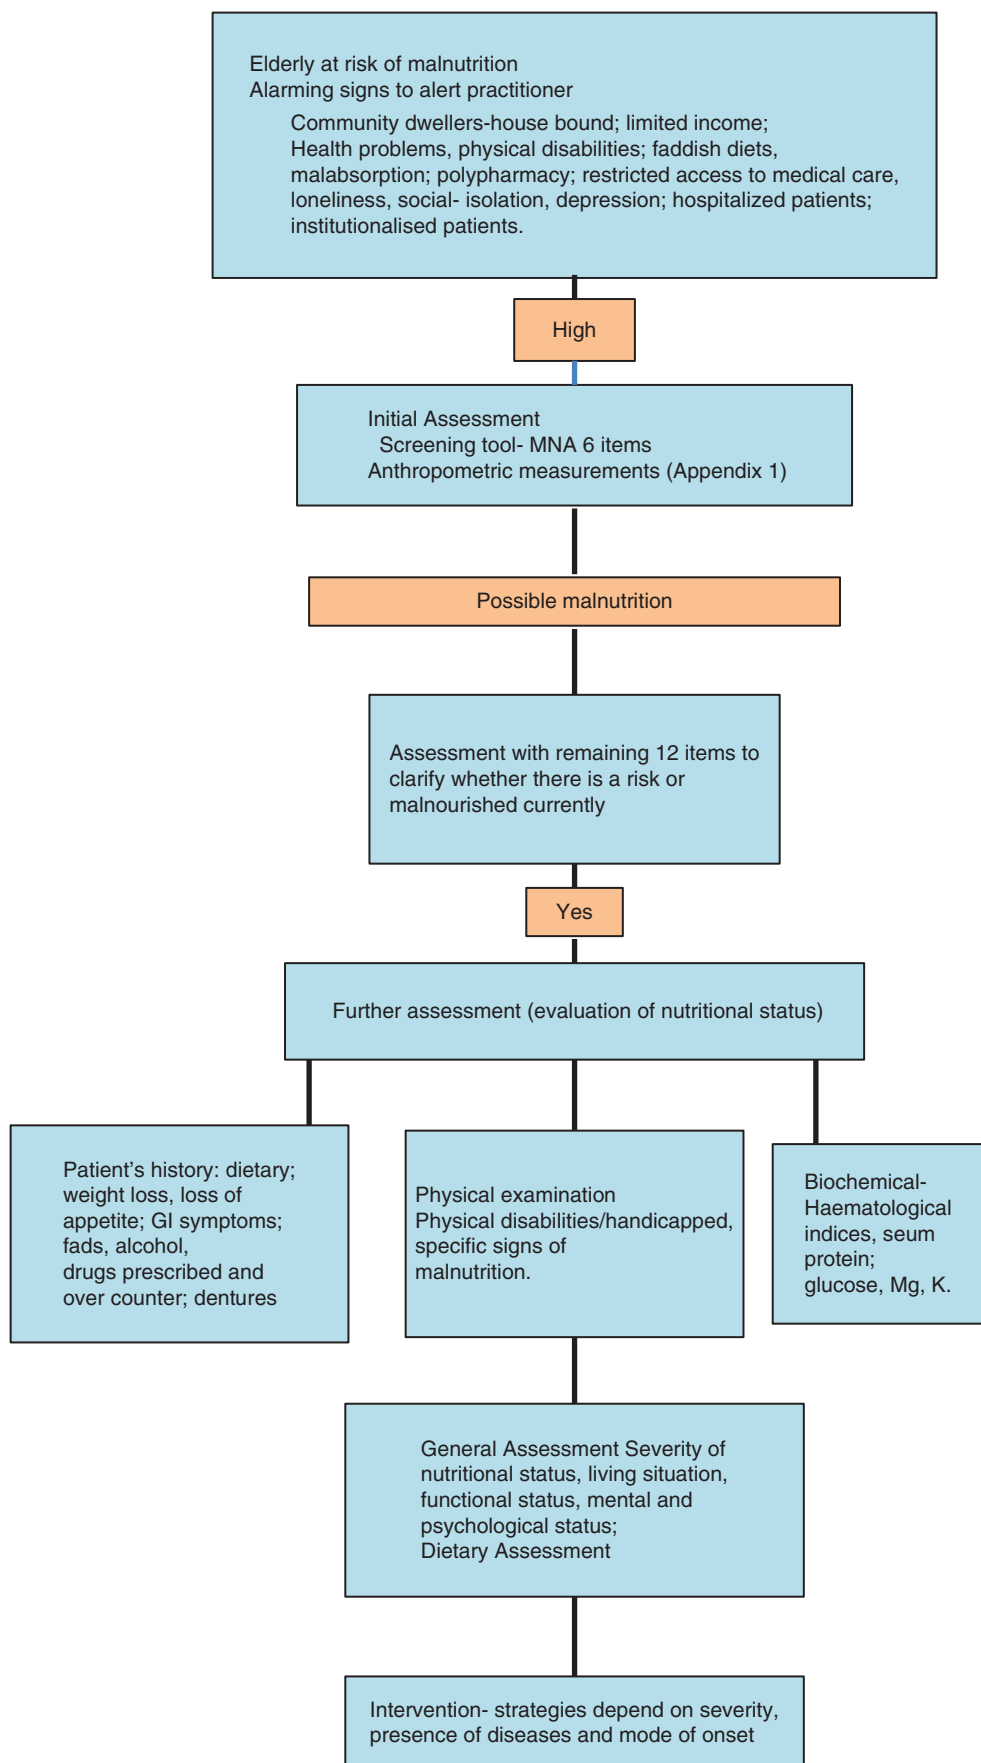 Elderly at risk of malnutrition
Alarming signs to alert practitioner
Community dwellers-house bound; limited income;
Health problems, physical disabilities; faddish diets,
malabsorption; polypharmacy; restricted access to medical care,
loneliness, social- isolation, depression; hospitalized patients;
institutionalised patients.
High
Initial Assessment
Screening tool- MNA 6 items
Anthropometric measurements (Appendix 1)
Possible malnutrition
Assessment with remaining 12 items to
clarify whether there is a risk or
malnourished currently
Yes
Further assessment (evaluation of nutritional status)
Patient’s history: dietary;
weight loss, loss of
appetite; GI symptoms;
fads, alcohol,
drugs prescribed and
over counter; dentures
Physical examination
Physical disabilities/handicapped,
specific signs of
malnutrition.
Biochemical-
Haematological
indices, seum
protein;
glucose, Mg, K.
General Assessment Severity of
nutritional status, living situation,
functional status, mental and
psychological status;
Dietary Assessment
Intervention- strategies depend on severity,
presence of diseases and mode of onset